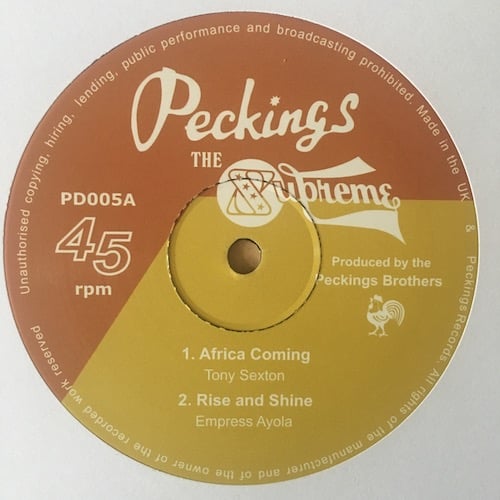 Unauthorised copying, hiring, lending, public performance and broadcasting prohibited. Made in the UK
& Peckings Records. All rights of the manufacturer and of the owner of the recorded work reserved
Peckings
THE
Supreme
PD005A
45
rpm
Produced by the
Peckings Brothers
1. Africa Coming
Tony Sexton
2. Rise and Shine
Empress Ayola